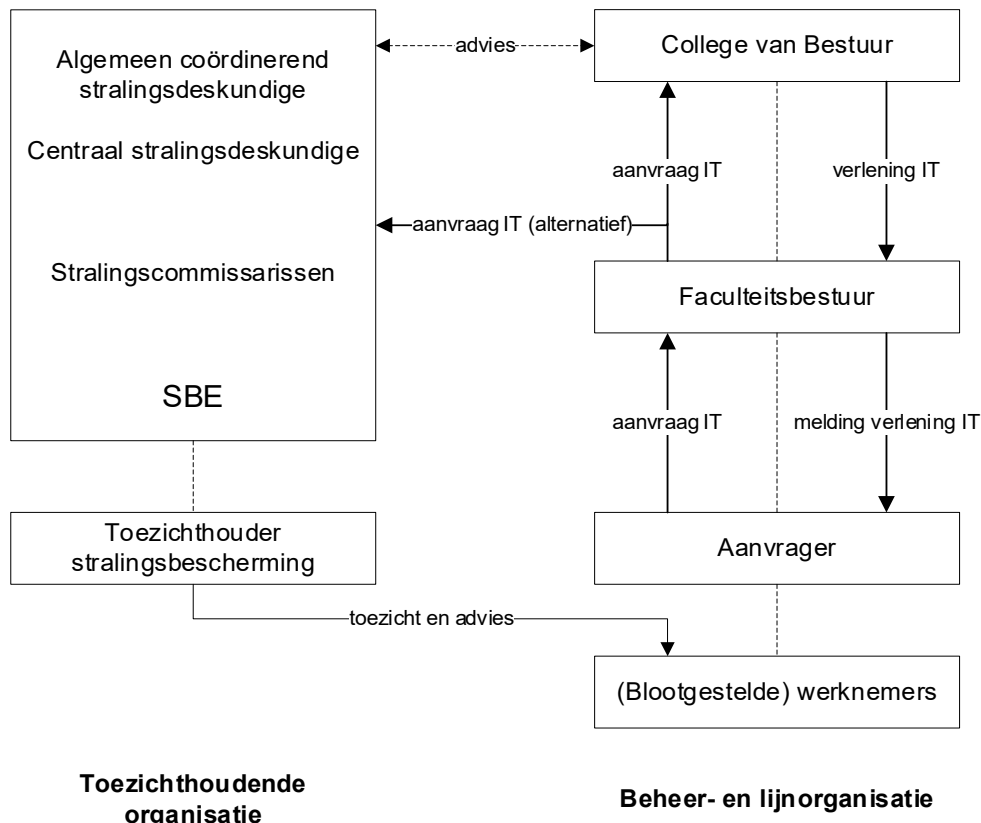 Algemeen coördinerend
stralingsdeskundige
Centraal stralingsdeskundige
Stralingscommissarissen
SBE
advies
College van Bestuur
aanvraag IT
verlening IT
aanvraag IT (alternatief)
Faculteitsbestuur
aanvraag IT
melding verlening IT
Toezichthouder
stralingsbescherming
Aanvrager
toezicht en advies
(Blootgestelde) werknemers
Toezichthoudende
organisatie
Beheer- en lijnorganisatie